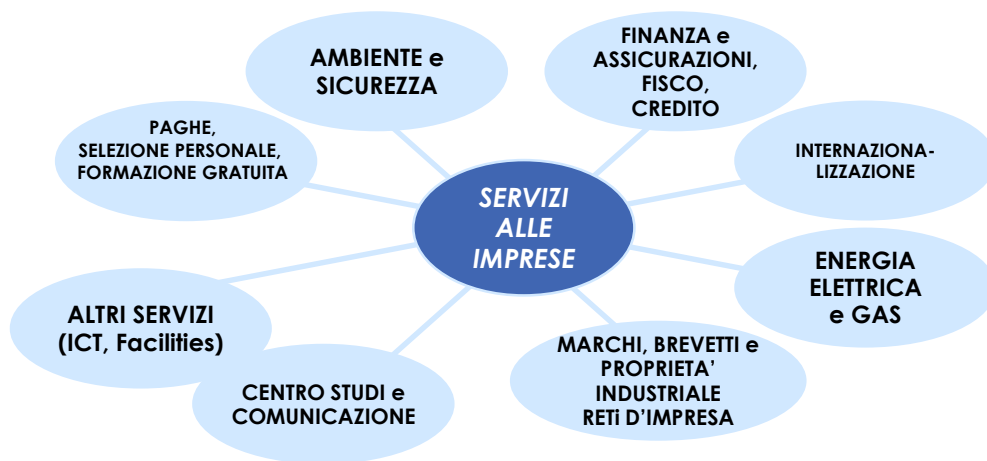 AMBIENTE e
SICUREZZA
FINANZA e
ASSICURAZIONI,
FISCO,
CREDITO
PAGHE,
SELEZIONE PERSONALE,
FORMAZIONE GRATUITA
INTERNAZIONA-
LIZZAZIONE
SERVIZI
ALLE
IMPRESE
ENERGIA
ELETTRICA
e GAS
ALTRI SERVIZI
(ICT, Facilities)
MARCHI, BREVETTI e
PROPRIETA'
INDUSTRIALE
RETi D'IMPRESA
CENTRO STUDI e
COMUNICAZIONE